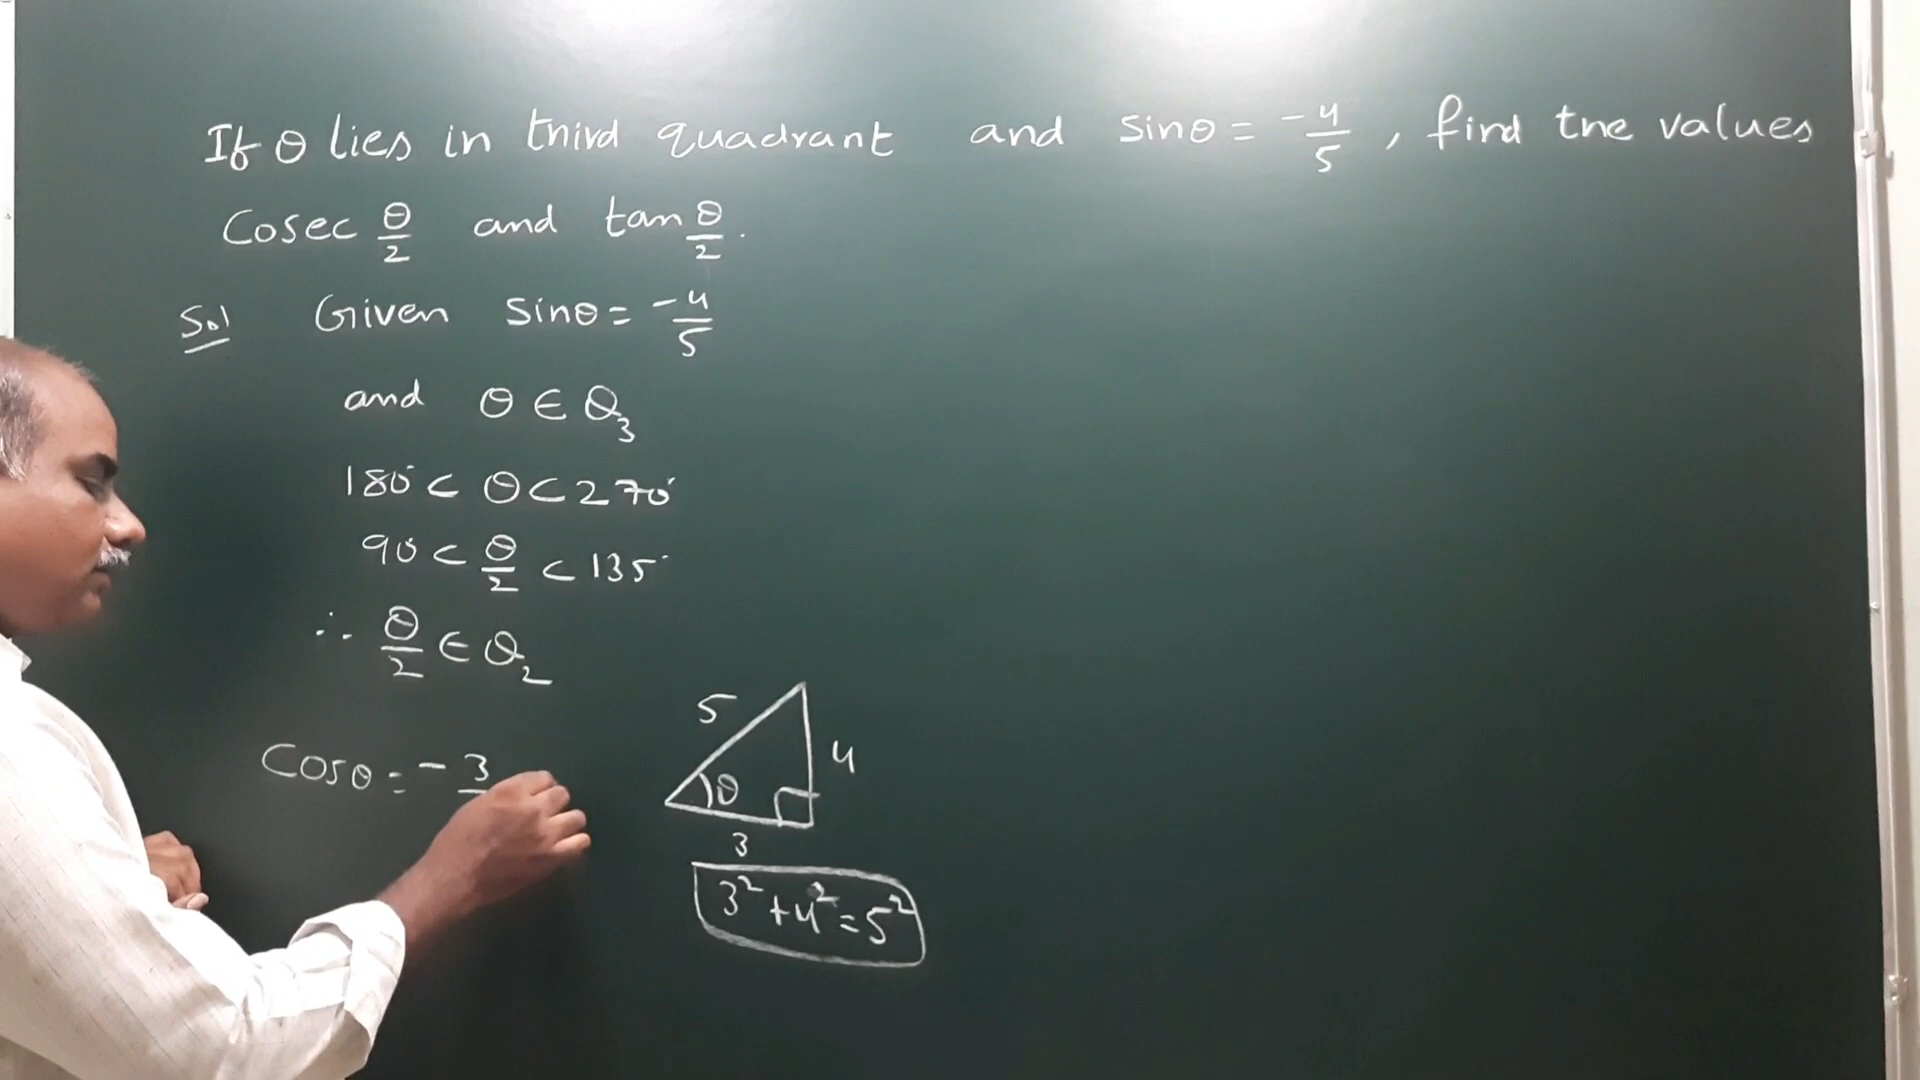 If θ lies in third quadrant and sinθ = -4/5, find the values
Cosec θ/2 and tan θ/2.
Sol Given sinθ = -4/5
and θ ∈ Q₃
180° < θ < 270°
90° < θ/2 < 135°
∴ θ/2 ∈ Q₂
5
4
Cosθ = -3
θ
3
3² + 4² = 5²